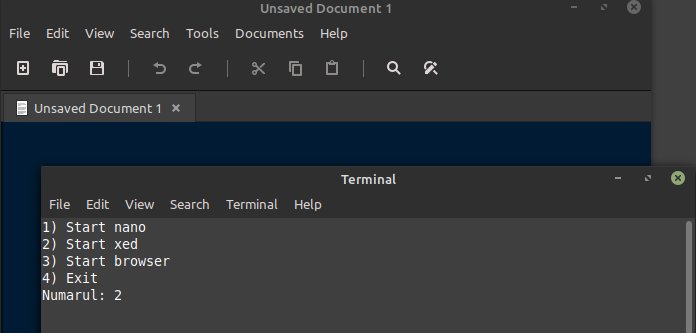 Unsaved Document 1
File Edit View Search Tools Documents Help
Unsaved Document 1
Terminal
File Edit View Search Terminal Help
1) Start nano
2) Start xed
3) Start browser
4) Exit
Numarul: 2